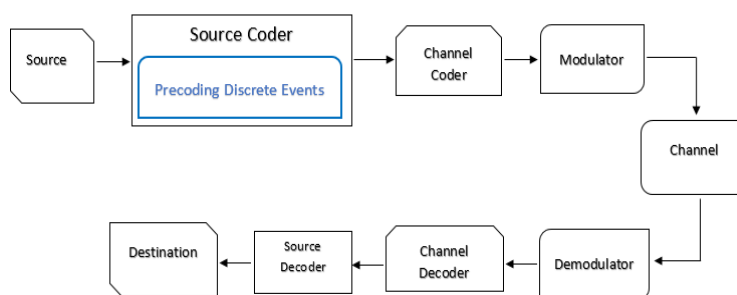 Source
Source Coder
Precoding Discrete Events
Channel
Coder
Modulator
Channel
Demodulator
Channel
Decoder
Source
Decoder
Destination